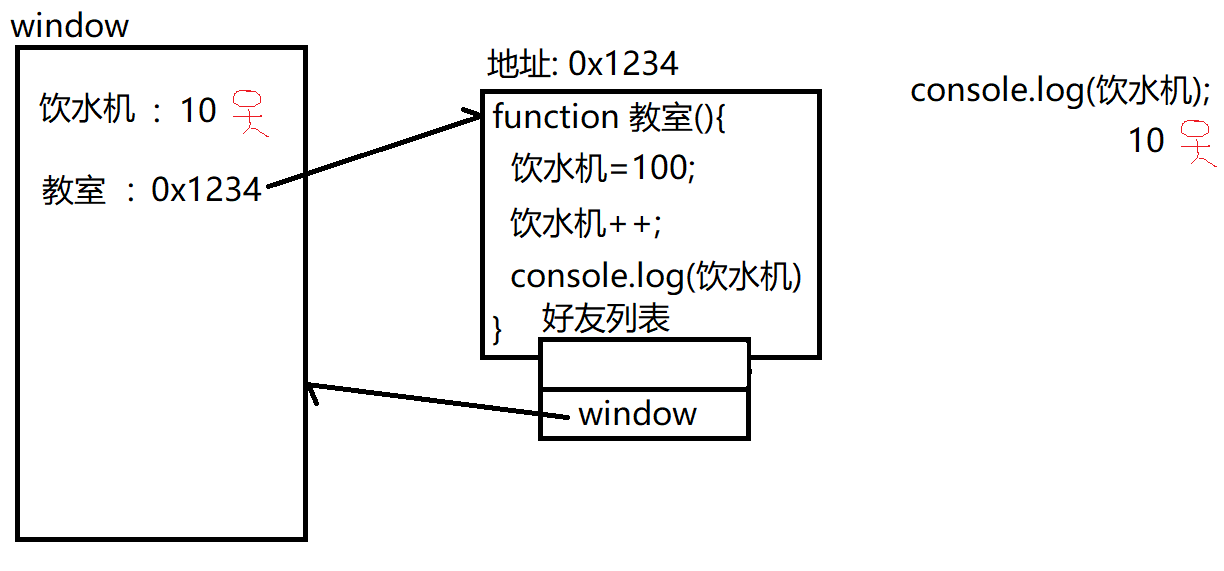 window
饮水机 : 10
教室 : 0x1234
地址: 0x1234
function 教室(){
饮水机=100;
饮水机++;
console.log(饮水机)
}
好友列表
window
console.log(饮水机);
10